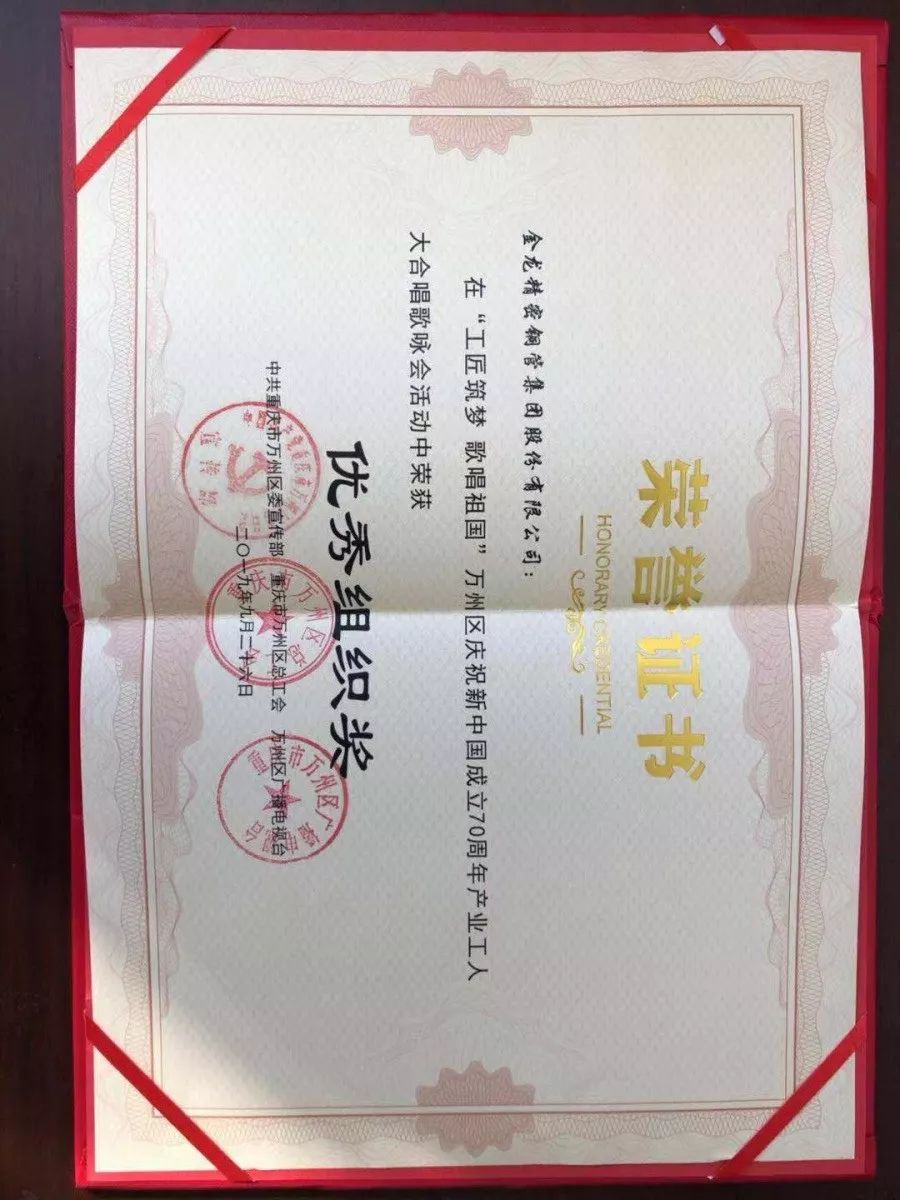 荣誉证书
HONORARY CREDENTIAL
金龙精密铜管集团股份有限公司：
在“工匠筑梦 歌唱祖国”万州区庆祝新中国成立70周年产业工人
大合唱歌咏会活动中荣获
优秀组织奖
中共重庆市万州区委宣传部 重庆市万州区总工会 万州区广播电视台
二〇一九年九月二十六日